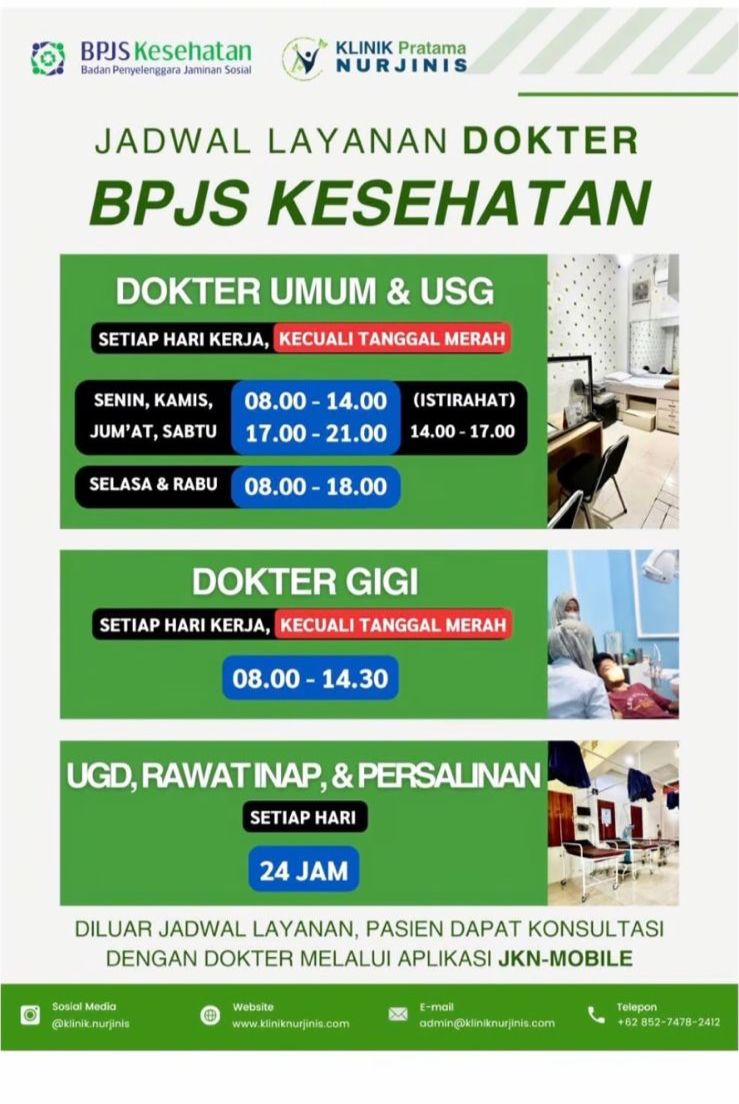 BPJS Kesehatan
Badan Penyelenggara Jaminan Sosial
KLINIK Pratama
NURJINIS
JADWAL LAYANAN DOKTER
BPJS KESEHATAN
DOKTER UMUM & USG
SETIAP HARI KERJA, KECUALI TANGGAL MERAH
SENIN, KAMIS, 08.00 - 14.00 (ISTIRAHAT)
JUM'AT, SABTU 17.00 - 21.00 14.00 - 17.00
SELASA & RABU 08.00 - 18.00
DOKTER GIGI
SETIAP HARI KERJA, KECUALI TANGGAL MERAH
08.00 - 14.30
UGD, RAWAT INAP, & PERSALINAN
SETIAP HARI
24 JAM
DILUAR JADWAL LAYANAN, PASIEN DAPAT KONSULTASI
DENGAN DOKTER MELALUI APLIKASI JKN-MOBILE
Sosial Media
@klinik.nurjinis
Website
www.kliniknurjinis.com
E-mail
admin@kliniknurjinis.com
Telepon
+62 852-7478-2412